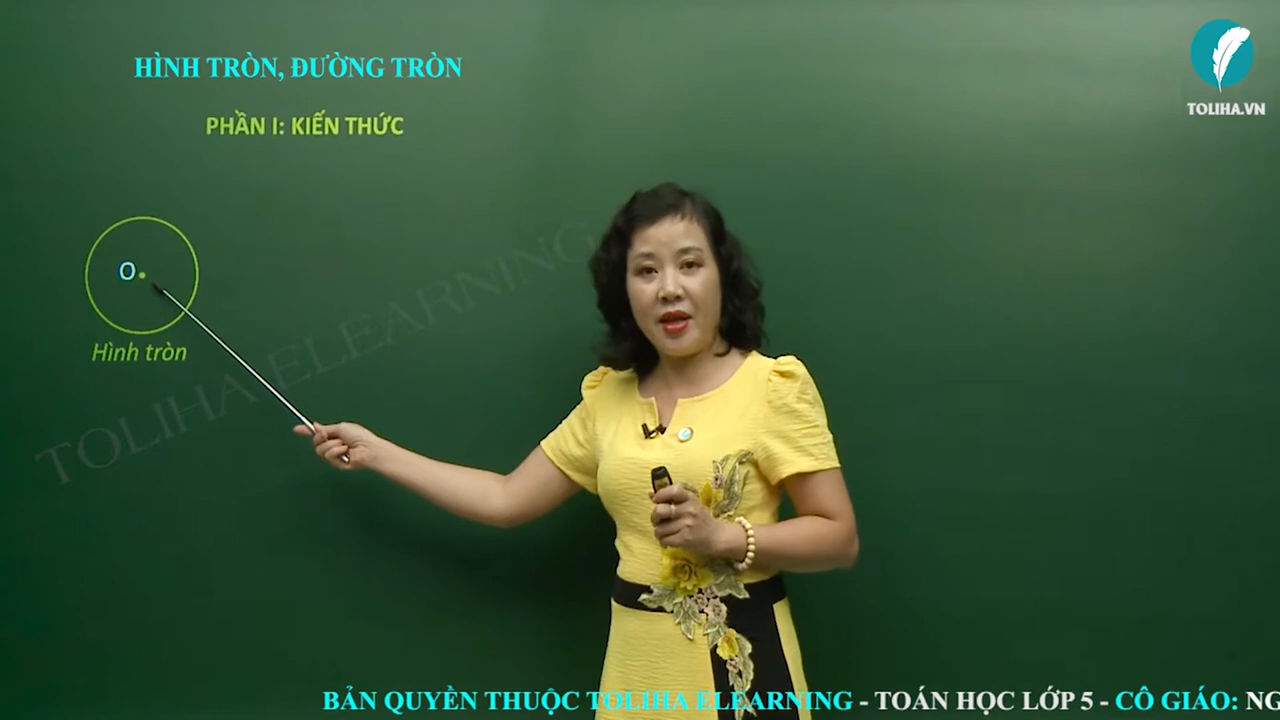 HÌNH TRÒN, ĐƯỜNG TRÒN
TOLIHA.VN
PHẦN I: KIẾN THỨC
O
Hình tròn
TOLIHA ELEARNING
BẢN QUYỀN THUỘC TOLIHA ELEARNING - TOÁN HỌC LỚP 5 - CÔ GIÁO: NG